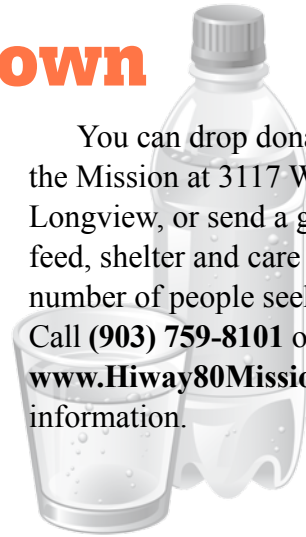 own
You can drop dona
the Mission at 3117 W
Longview, or send a g
feed, shelter and care
number of people seek
Call (903) 759-8101 o
www.Hiway80Missio
information.